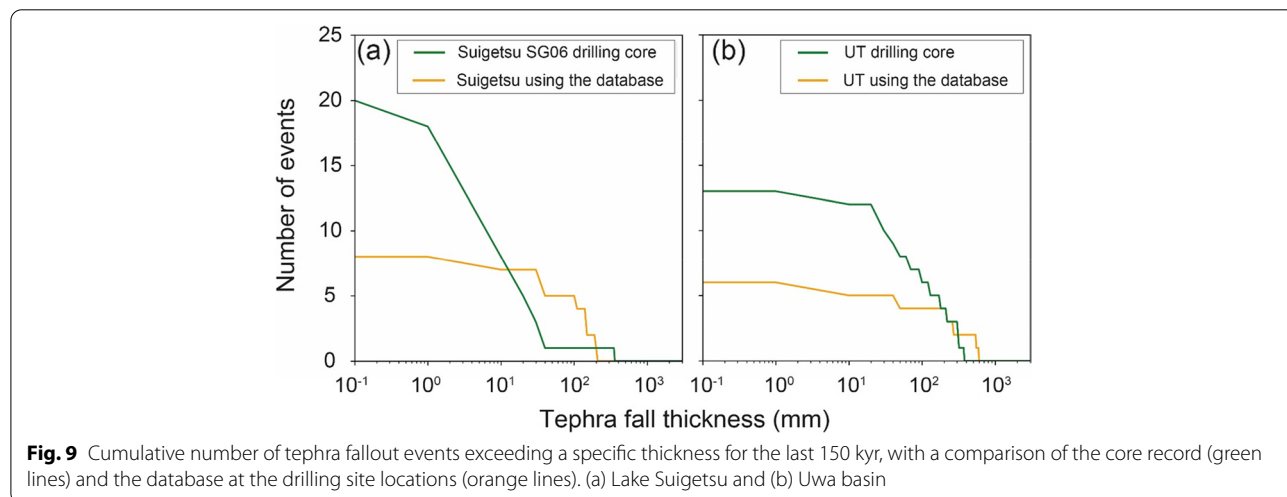 25
20
15
10
5
0
Number of events
(a)
Suigetsu SG06 drilling core
Suigetsu using the database
(b)
UT drilling core
UT using the database
10⁻¹ 10⁰ 10¹ 10² 10³
10⁻¹ 10⁰ 10¹ 10² 10³
Tephra fall thickness (mm)
Fig. 9 Cumulative number of tephra fallout events exceeding a specific thickness for the last 150 kyr, with a comparison of the core record (green
lines) and the database at the drilling site locations (orange lines). (a) Lake Suigetsu and (b) Uwa basin